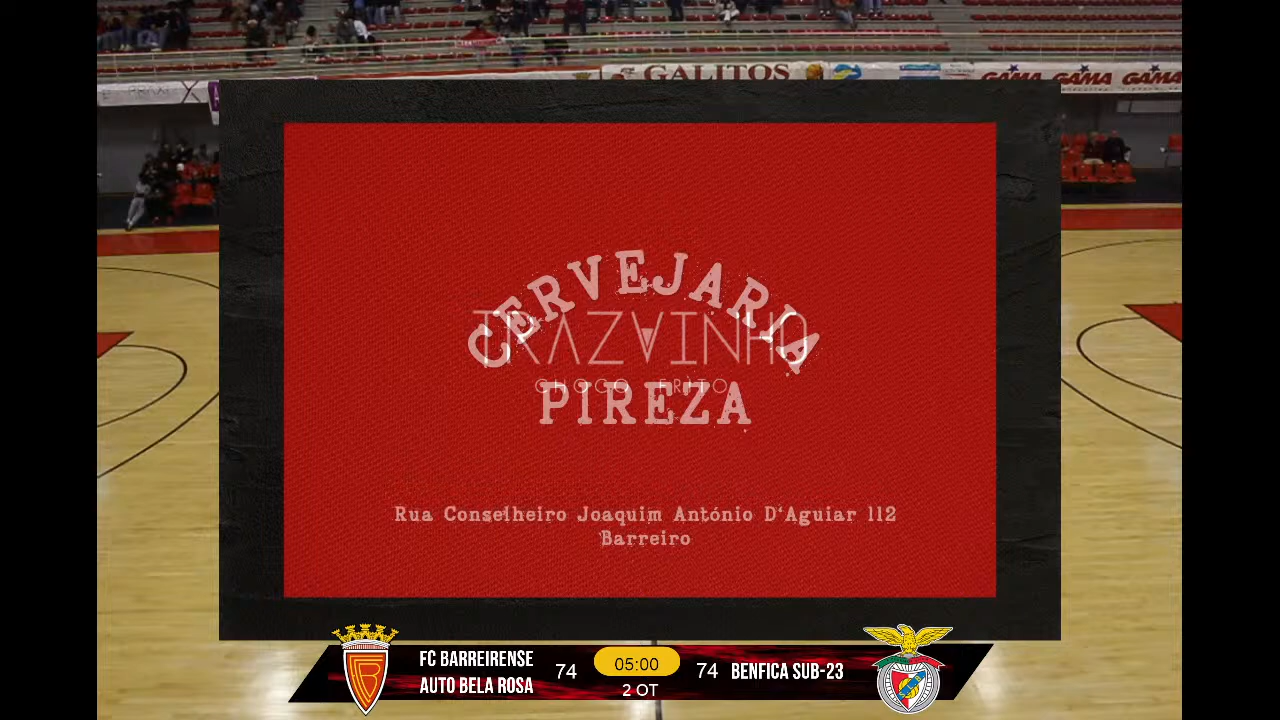 GALITOS
GAMA GAMA GAMA
CERVEJARIA
TRAZVINHO
CHOCO FRITO
PIREZA
Rua Conselheiro Joaquim António D'Aguiar 112
Barreiro
FC BARREIRENSE
AUTO BELA ROSA
74
05:00
2 OT
74
BENFICA SUB-23